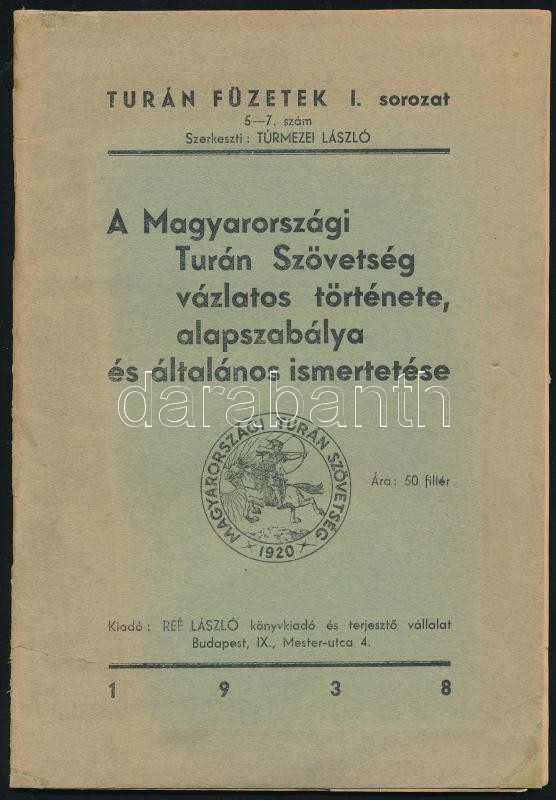 TURÁN FÜZETEK I. sorozat
5—7. szám
Szerkeszti: TÚRMEZEI LÁSZLÓ
A Magyarországi
Turán Szövetség
vázlatos története,
alapszabálya
és általános ismertetése
darabanth
MAGYARORSZÁGI TURÁN SZÖVETSÉG
1920
Ára: 50 fillér
Kiadó: REÉ LÁSZLÓ könyvkiadó és terjesztő vállalat
Budapest, IX., Mester-utca 4.
1 9 3 8